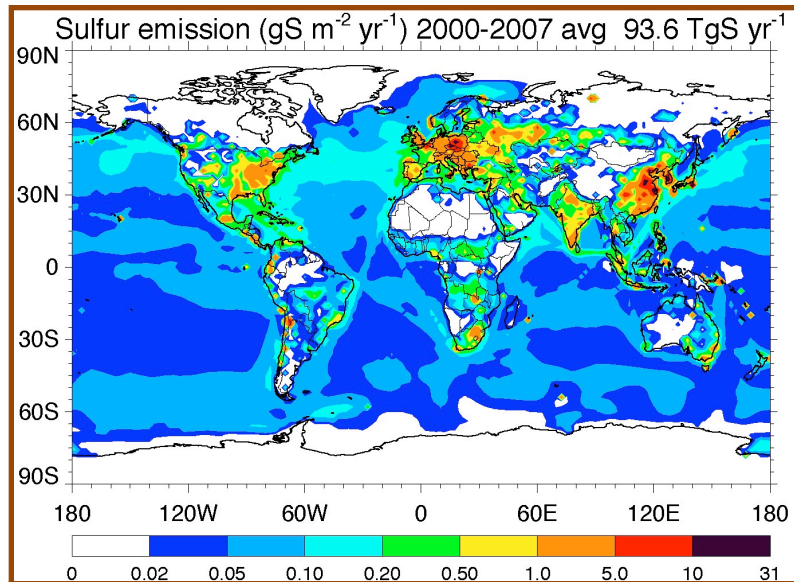 Sulfur emission (gS m-2 yr-1) 2000-2007 avg 93.6 TgS yr-1
90N
60N
30N
0
30S
60S
90S
180 120W 60W 0 60E 120E 180
0 0.02 0.05 0.10 0.20 0.50 1.0 5.0 10 31